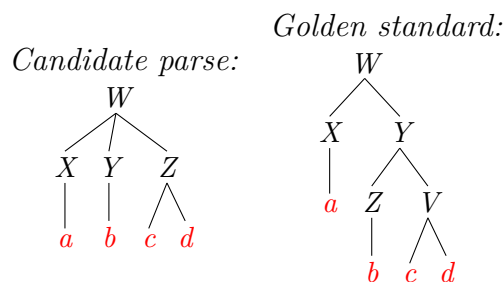 Candidate parse:
W
X Y Z
a b c d
Golden standard:
W
X Y
a Z V
b c d